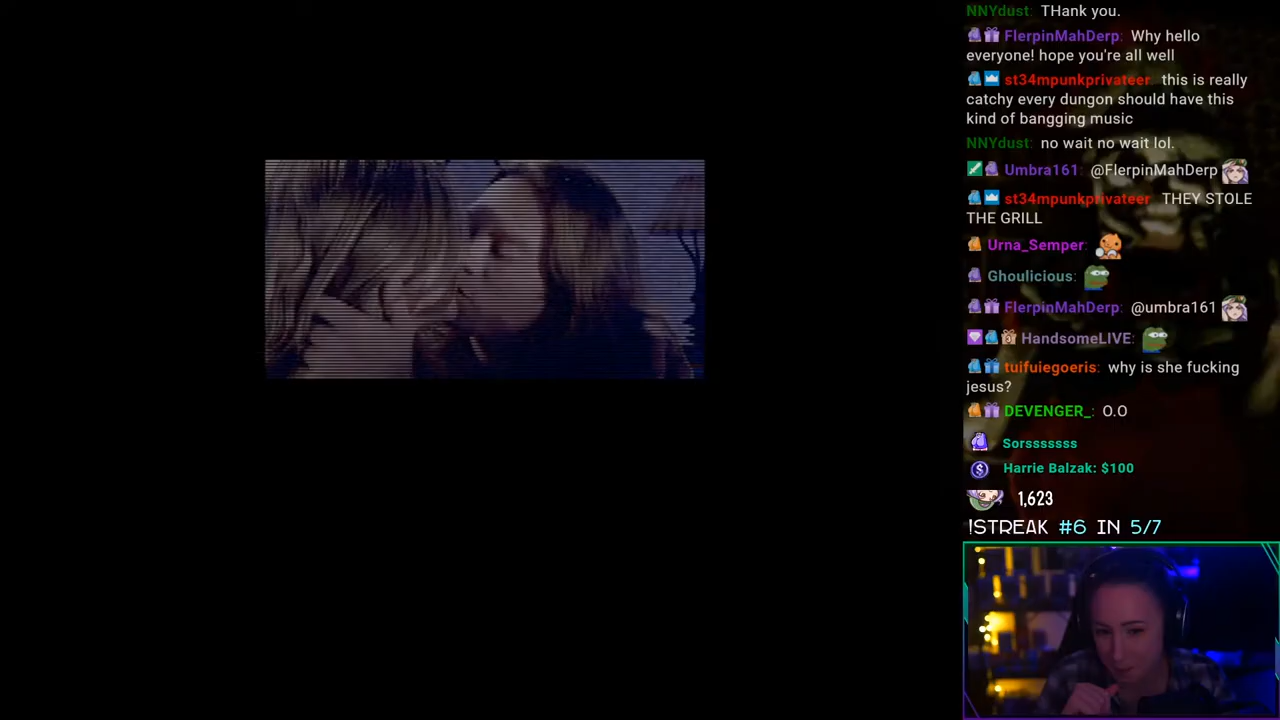 NNYdust: THank you.
FlerpinMahDerp: Why hello
everyone! hope you're all well
st34mpunkprivateer this is really
catchy every dungon should have this
kind of bangging music
NNYdust: no wait no wait lol.
Umbra161: @FlerpinMahDerp
st34mpunkprivateer THEY STOLE
THE GRILL
Urna_Semper:
Ghoulicious:
FlerpinMahDerp: @umbra161
HandsomeLIVE:
tuifuiegoeris: why is she fucking
jesus?
DEVENGER_: 0.0
Sorsssssss
Harrie Balzak: $100
1,623
!STREAK #6 IN 5/7